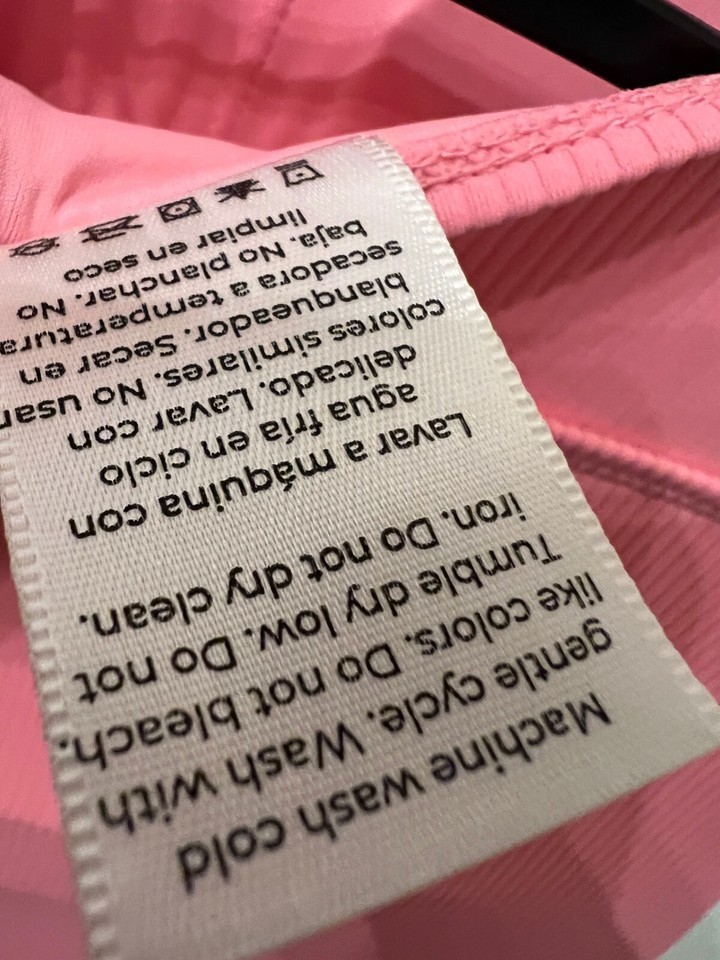 Machine wash cold
gentle cycle. Wash with
like colors. Do not bleach.
Tumble dry low. Do not
iron. Do not dry clean.
Lavar a máquina con
agua fría en ciclo
delicado. Lavar con
colores similares. No usar
blanqueador. Secar en
secadora a temperatura
baja. No planchar. No
limpiar en seco